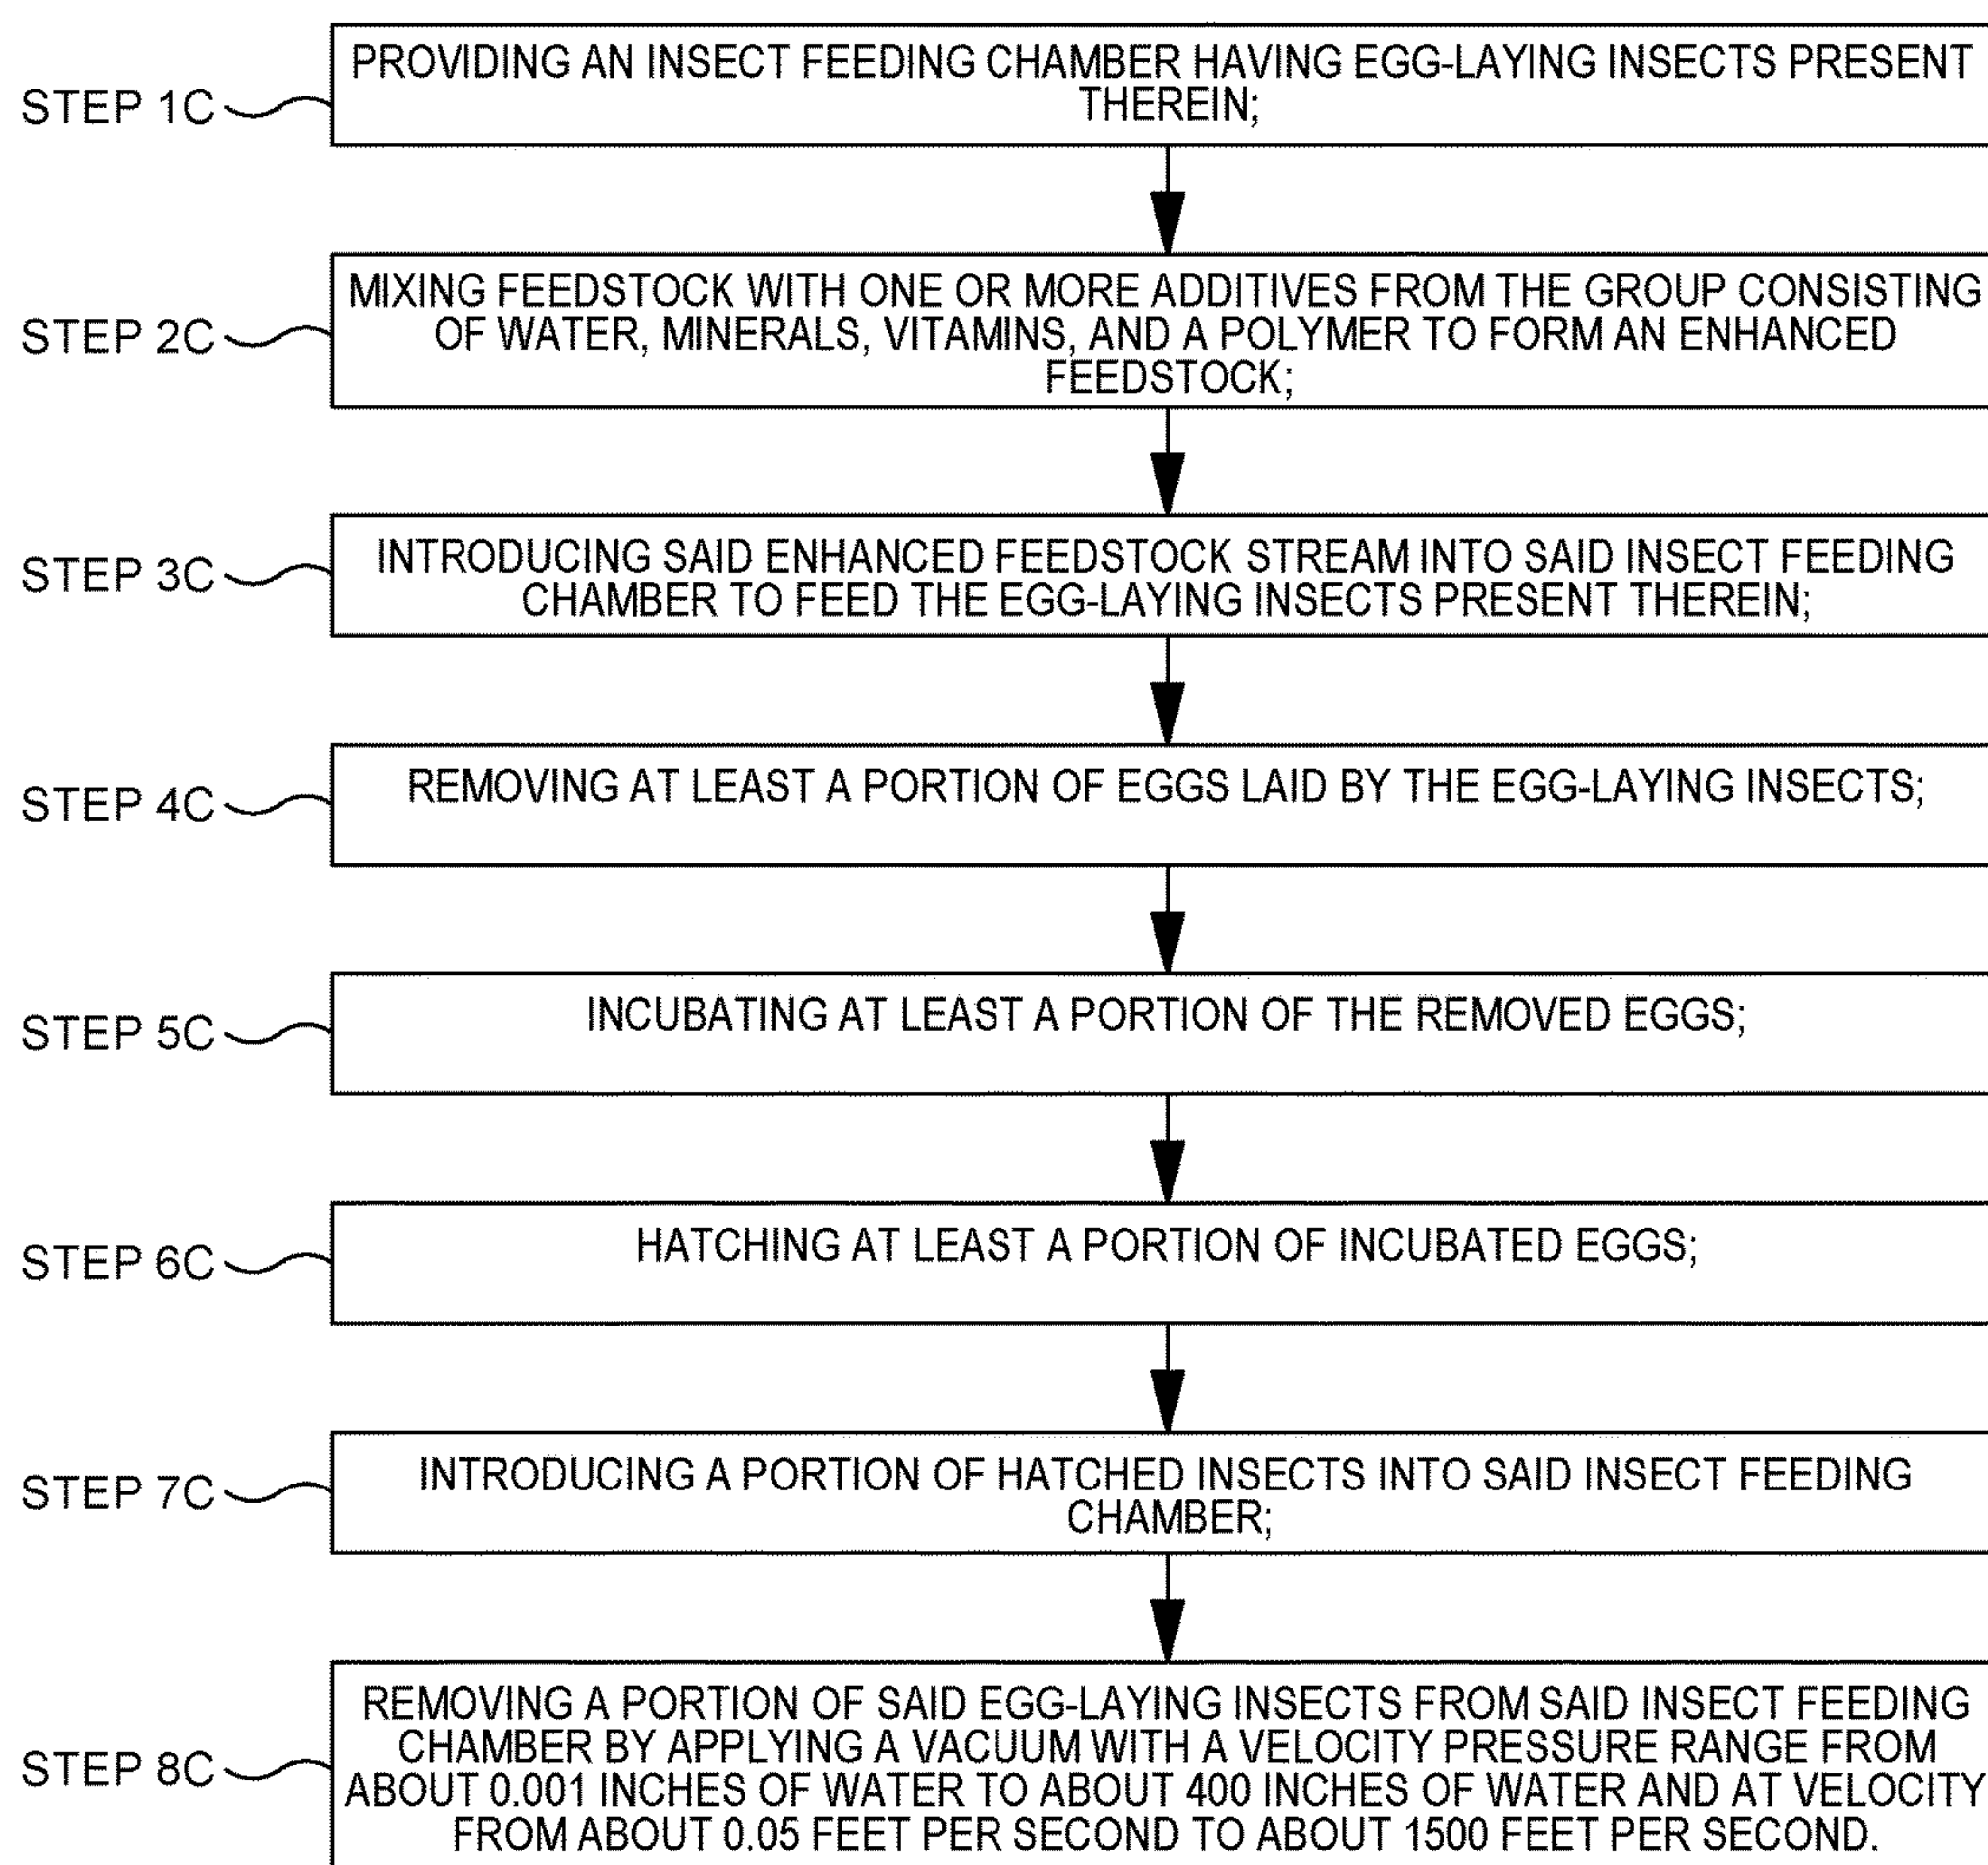 PROVIDING AN INSECT FEEDING CHAMBER HAVING EGG-LAYING INSECTS PRESENT
THEREIN;
STEP 1C
MIXING FEEDSTOCK WITH ONE OR MORE ADDITIVES FROM THE GROUP CONSISTING
OF WATER, MINERALS, VITAMINS, AND A POLYMER TO FORM AN ENHANCED
FEEDSTOCK;
STEP 2C
INTRODUCING SAID ENHANCED FEEDSTOCK STREAM INTO SAID INSECT FEEDING
CHAMBER TO FEED THE EGG-LAYING INSECTS PRESENT THEREIN;
STEP 3C
REMOVING AT LEAST A PORTION OF EGGS LAID BY THE EGG-LAYING INSECTS;
STEP 4C
INCUBATING AT LEAST A PORTION OF THE REMOVED EGGS;
STEP 5C
HATCHING AT LEAST A PORTION OF INCUBATED EGGS;
STEP 6C
INTRODUCING A PORTION OF HATCHED INSECTS INTO SAID INSECT FEEDING
CHAMBER;
STEP 7C
REMOVING A PORTION OF SAID EGG-LAYING INSECTS FROM SAID INSECT FEEDING
CHAMBER BY APPLYING A VACUUM WITH A VELOCITY PRESSURE RANGE FROM
ABOUT 0.001 INCHES OF WATER TO ABOUT 400 INCHES OF WATER AND AT VELOCITY
FROM ABOUT 0.05 FEET PER SECOND TO ABOUT 1500 FEET PER SECOND.
STEP 8C